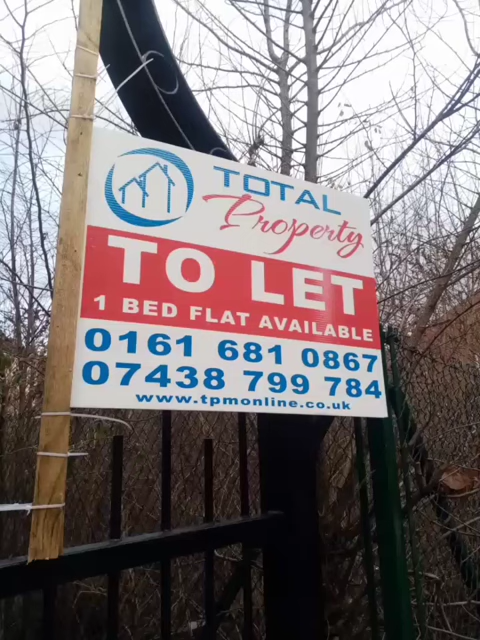 TOTAL
Property
TO LET
1 BED FLAT AVAILABLE
0161 681 0867
07438 799 784
www.tpmonline.co.uk